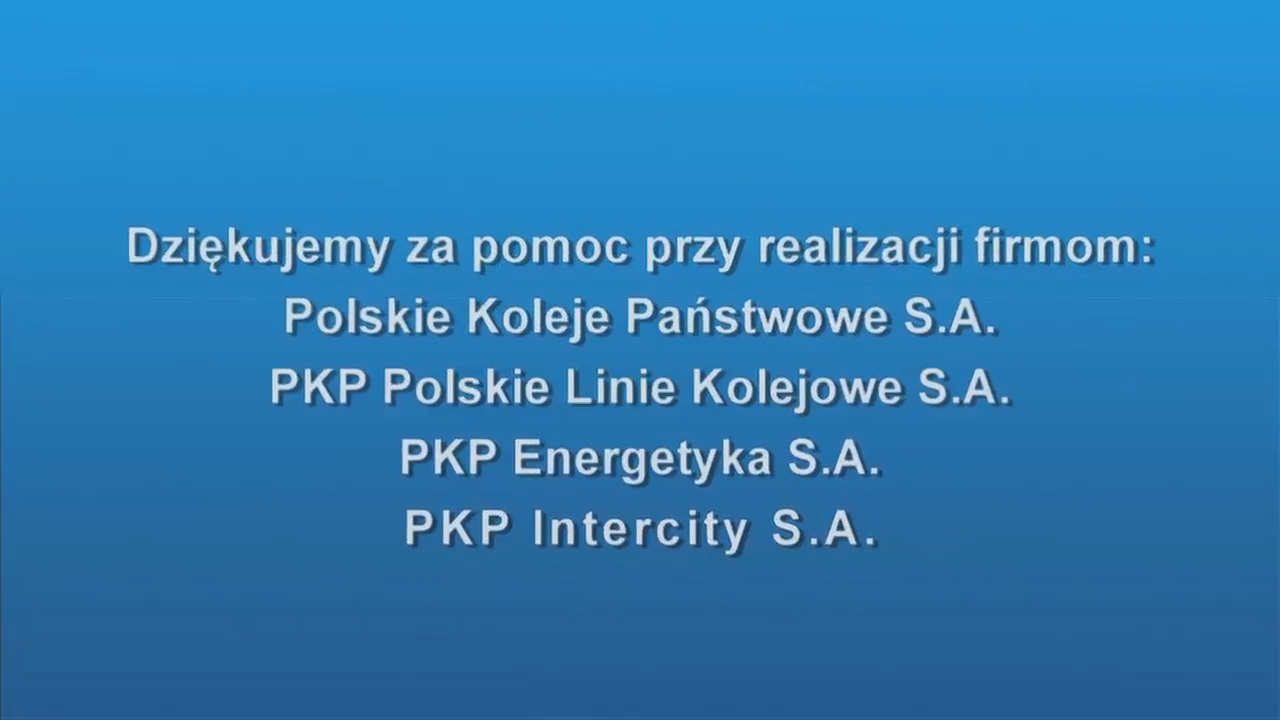 Dziękujemy za pomoc przy realizacji firmom:
Polskie Koleje Państwowe S.A.
PKP Polskie Linie Kolejowe S.A.
PKP Energetyka S.A.
PKP Intercity S.A.